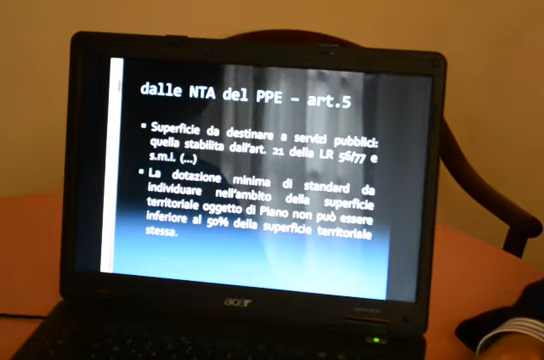 dalle NTA del PPE – art.5
▪ Superficie da destinare a servizi pubblici:
quella stabilita dall'art. 21 della LR 56/77 e
s.m.i. (...)
▪ La dotazione minima di standard da
individuare nell'ambito della superficie
territoriale oggetto di Piano non può essere
inferiore al 50% della superficie territoriale
stessa.
acer